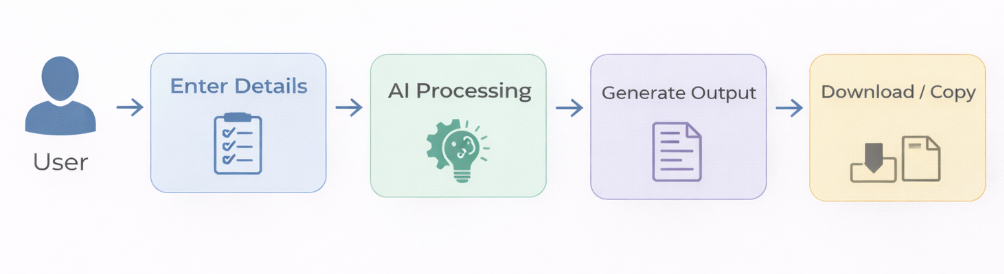 Enter Details
AI Processing
Generate Output
Download / Copy
User